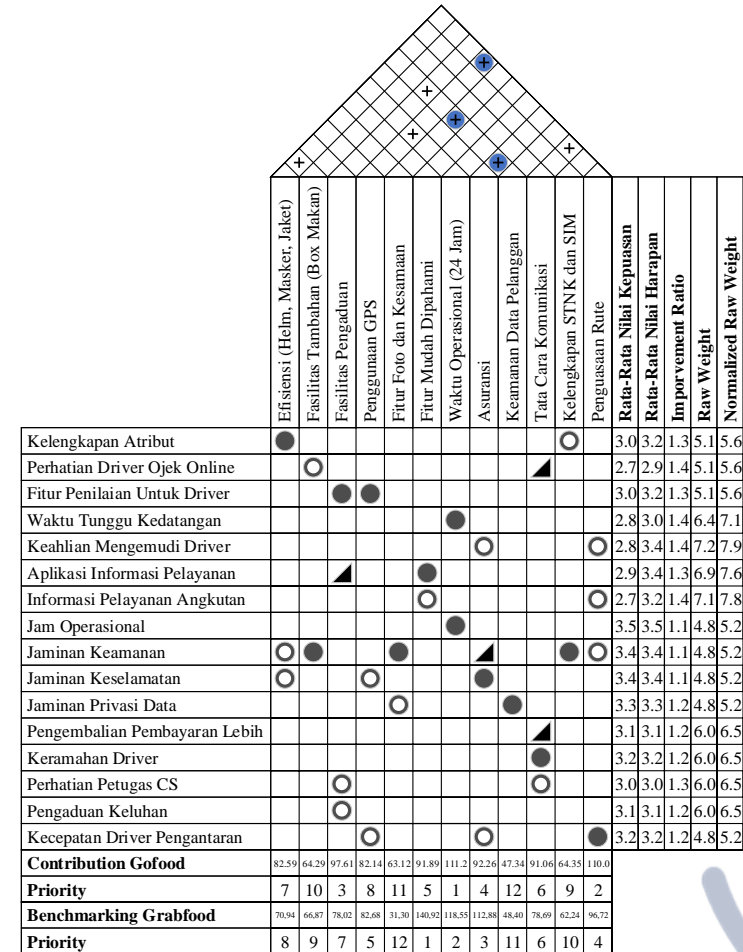 Efisiensi (Helm, Masker, Jaket)
Fasilitas Tambahan (Box Makan)
Fasilitas Pengaduan
Penggunaan GPS
Fitur Foto dan Kesamaan
Fitur Mudah Dipahami
Waktu Operasional (24 Jam)
Asuransi
Keamanan Data Pelanggan
Tata Cara Komunikasi
Kelengkapan STNK dan SIM
Penguasaan Rute
Rata-Rata Nilai Kepuasan
Rata-Rata Nilai Harapan
Imporvement Ratio
Raw Weight
Normalized Raw Weight
Kelengkapan Atribut 3.0 3.2 1.3 5.1 5.6
Perhatian Driver Ojek Online 2.7 2.9 1.4 5.1 5.6
Fitur Penilaian Untuk Driver 3.0 3.2 1.3 5.1 5.6
Waktu Tunggu Kedatangan 2.8 3.0 1.4 6.4 7.1
Keahlian Mengemudi Driver 2.8 3.4 1.4 7.2 7.9
Aplikasi Informasi Pelayanan 2.9 3.4 1.3 6.9 7.6
Informasi Pelayanan Angkutan 2.7 3.2 1.4 7.1 7.8
Jam Operasional 3.5 3.5 1.1 4.8 5.2
Jaminan Keamanan 3.4 3.4 1.1 4.8 5.2
Jaminan Keselamatan 3.4 3.4 1.1 4.8 5.2
Jaminan Privasi Data 3.3 3.3 1.2 4.8 5.2
Pengembalian Pembayaran Lebih 3.1 3.1 1.2 6.0 6.5
Keramahan Driver 3.2 3.2 1.2 6.0 6.5
Perhatian Petugas CS 3.0 3.0 1.3 6.0 6.5
Pengaduan Keluhan 3.1 3.1 1.2 6.0 6.5
Kecepatan Driver Pengantaran 3.2 3.2 1.2 4.8 5.2
Contribution Gofood 82.59 64.29 97.61 82.14 63.12 91.89 111.2 92.26 47.34 91.06 64.35 110.0
Priority 7 10 3 8 11 5 1 4 12 6 9 2
Benchmarking Grabfood 70,94 66,87 78,02 82,68 31,30 140,92 118,55 112,88 48,40 78,69 62,24 96,72
Priority 8 9 7 5 12 1 2 3 11 6 10 4